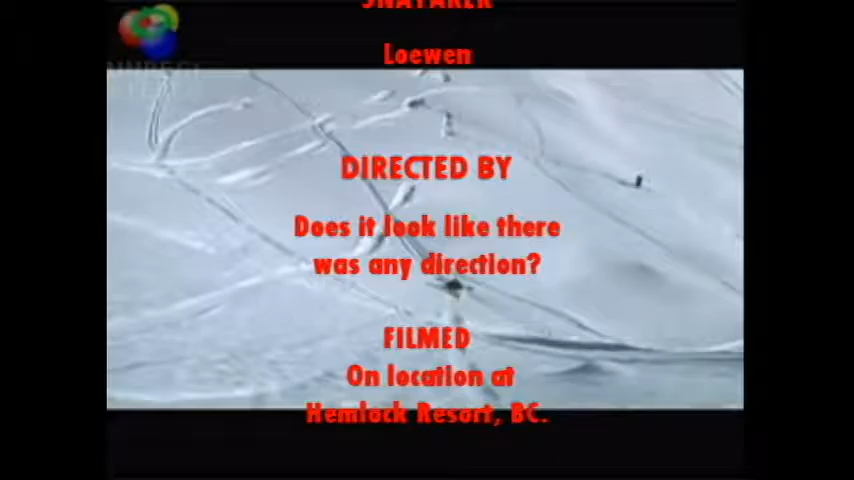 Loewen
DIRECTED BY
Does it look like there
was any direction?
FILMED
On location at
Hemlock Resort, BC.